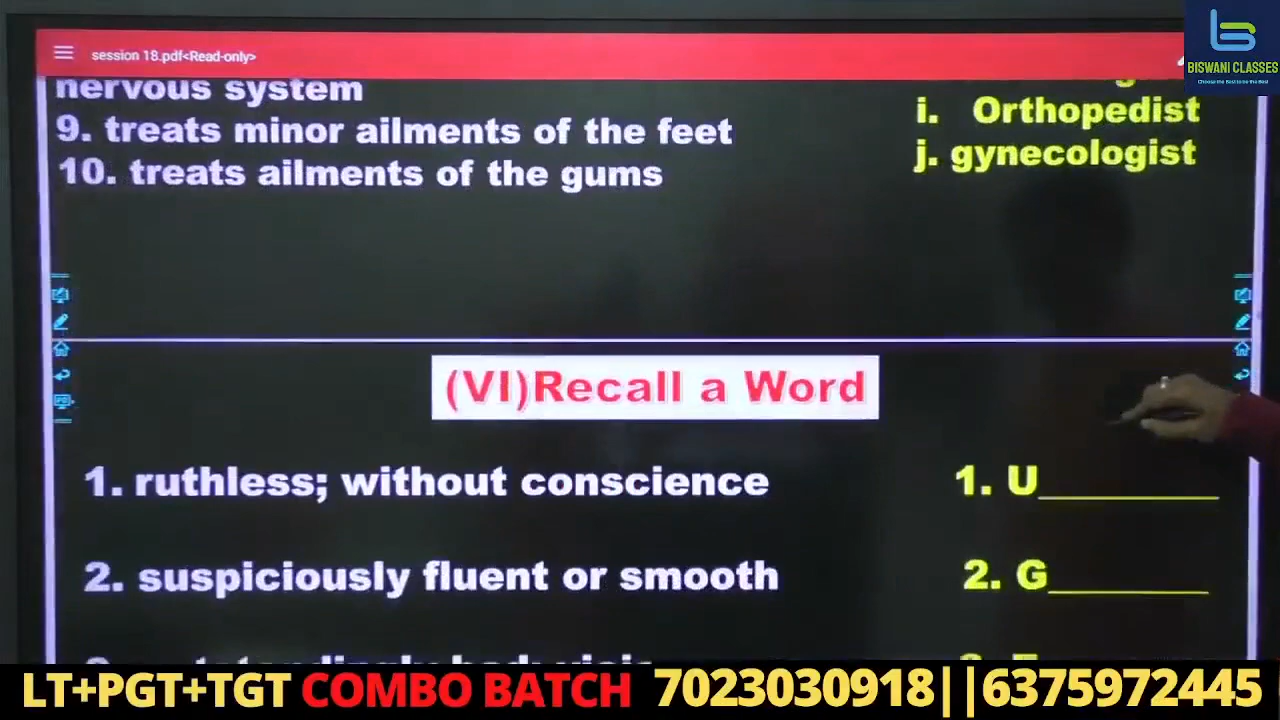 session 18.pdf<Read-only>
BISWANI CLASSES
nervous system
9. treats minor ailments of the feet
10. treats ailments of the gums
i. Orthopedist
j. gynecologist
(VI)Recall a Word
1. ruthless; without conscience
1. U_________
2. suspiciously fluent or smooth
2. G________
LT+PGT+TGT COMBO BATCH 7023030918||6375972445